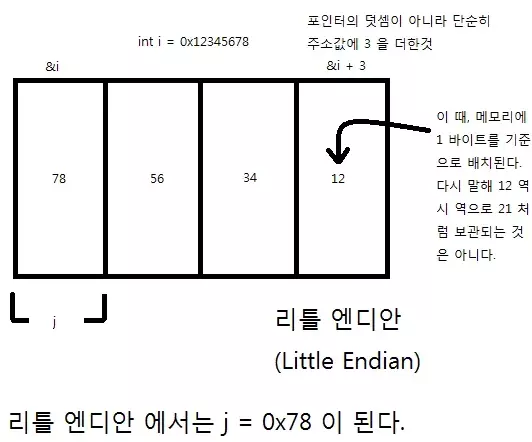 int i = 0x12345678
포인터의 덧셈이 아니라 단순히
주소값에 3 을 더한것
&i
&i + 3
78
56
34
12
이 때, 메모리에
1 바이트를 기준
으로 배치된다.
다시 말해 12 역
시 역으로 21 처
럼 보관되는 것
은 아니다.
j
리틀 엔디안
(Little Endian)
리틀 엔디안 에서는 j = 0x78 이 된다.